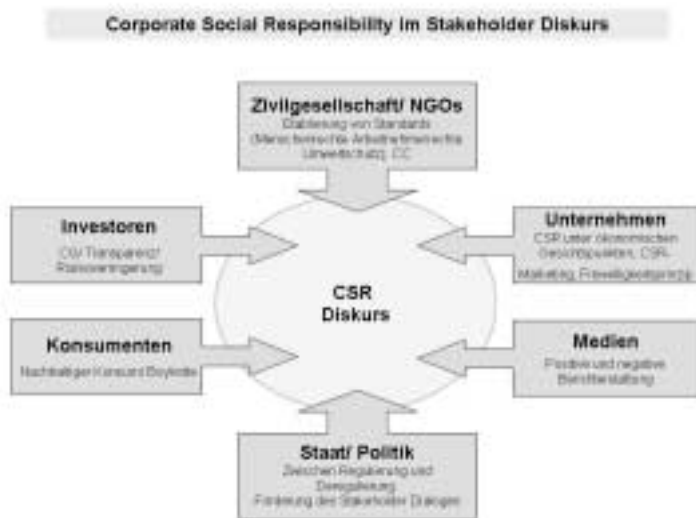 Corporate Social Responsibility im Stakeholder Diskurs
Zivilgesellschaft/ NGOs
Etablierung von Standards
(Menschenrechte Arbeitnehmerrechte
Umweltschutz), CC
Investoren
CG/ Transparenz/
Risikoverringerung
Unternehmen
CSR unter ökonomischen
Gesichtspunkten, CSR-
Marketing, Freiwilligkeitsprinzip
CSR
Diskurs
Konsumenten
Nachhaltiger Konsum/ Boykotte
Medien
Positive und negative
Berichterstattung
Staat/ Politik
Zwischen Regulierung und
Deregulierung
Förderung des Stakeholder Dialoges